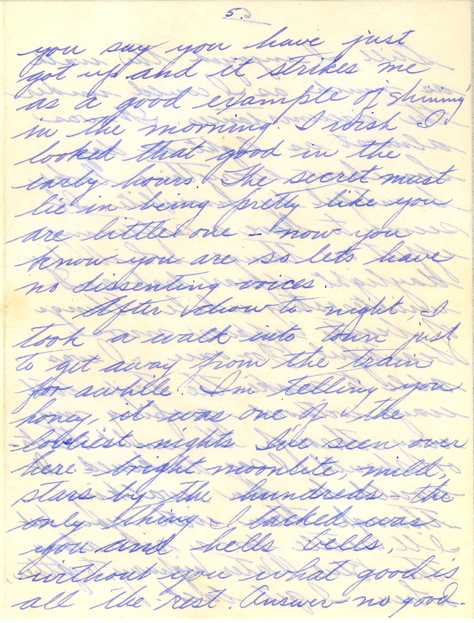 5.
you say you have just
got up and it strikes me
as a good example of shining
in the morning. I wish I
looked that good in the
early hours. The secret must
lie in being pretty like you
are little one - now you
know you are so lets have
no dissenting voices.
After chow to-night, I
took a walk into town just
to get away from the train
for awhile. I'm telling you
honey, it was one of the
loveliest nights I've seen over
here - bright moonlite, mild,
stars by the hundreds - the
only thing I lacked was
you and hells bells,
without you what good is
all the rest. Answer - no good -